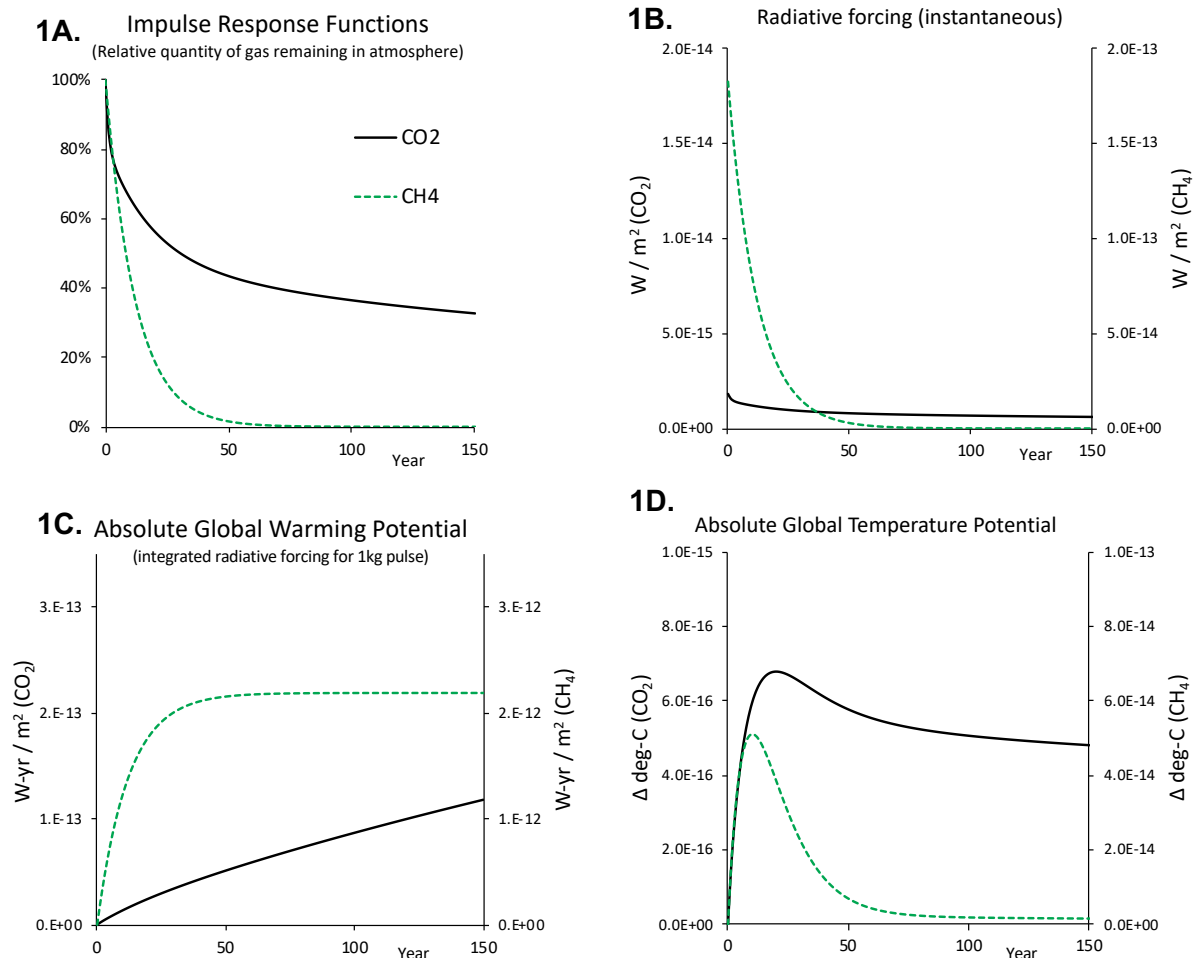 1A. Impulse Response Functions
(Relative quantity of gas remaining in atmosphere)
100%
80%
60%
40%
20%
0%
0
50
100
150
Year
CO2
CH4
1B. Radiative forcing (instantaneous)
2.0E-14
1.5E-14
1.0E-14
5.0E-15
0.0E+00
W / m² (CO₂)
2.0E-13
1.5E-13
1.0E-13
5.0E-14
0.0E+00
W / m² (CH₄)
0
50
100
150
Year
1C. Absolute Global Warming Potential
(integrated radiative forcing for 1kg pulse)
3.E-13
2.E-13
1.E-13
0.E+00
W-yr / m² (CO₂)
3.E-12
2.E-12
1.E-12
0.E+00
W-yr / m² (CH₄)
0
50
100
150
Year
1D. Absolute Global Temperature Potential
1.0E-15
8.0E-16
6.0E-16
4.0E-16
2.0E-16
0.0E+00
Δ deg-C (CO₂)
1.0E-13
8.0E-14
6.0E-14
4.0E-14
2.0E-14
0.0E+00
Δ deg-C (CH₄)
0
50
100
150
Year